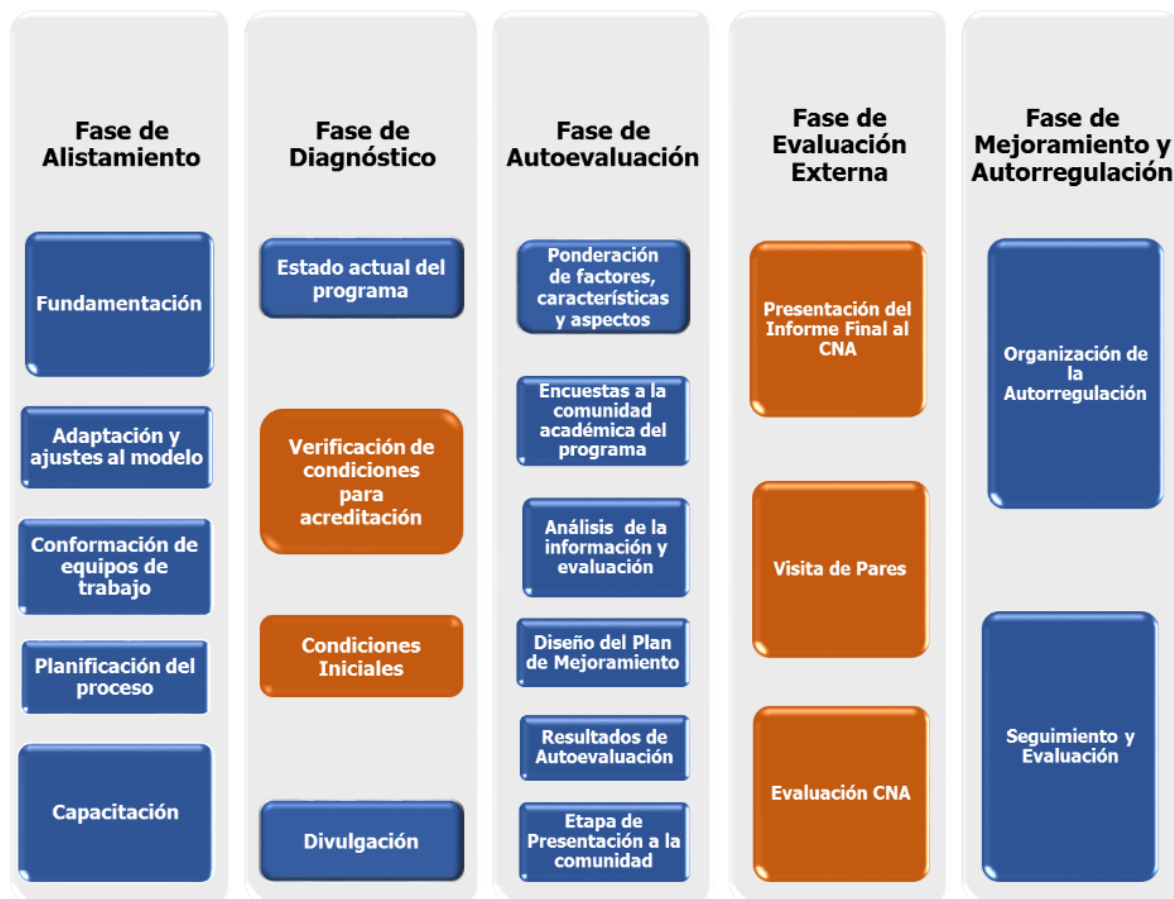 Fase de
Alistamiento
Fundamentación
Adaptación y
ajustes al modelo
Conformación de
equipos de
trabajo
Planificación del
proceso
Capacitación
Fase de
Diagnóstico
Estado actual del
programa
Verificación de
condiciones
para
acreditación
Condiciones
Iniciales
Divulgación
Fase de
Autoevaluación
Ponderación
de factores,
características
y aspectos
Encuestas a la
comunidad
académica del
programa
Análisis de la
información y
evaluación
Diseño del Plan
de Mejoramiento
Resultados de
Autoevaluación
Etapa de
Presentación a la
comunidad
Fase de
Evaluación
Externa
Presentación del
Informe Final al
CNA
Visita de Pares
Evaluación CNA
Fase de
Mejoramiento y
Autorregulación
Organización de
la
Autorregulación
Seguimiento y
Evaluación